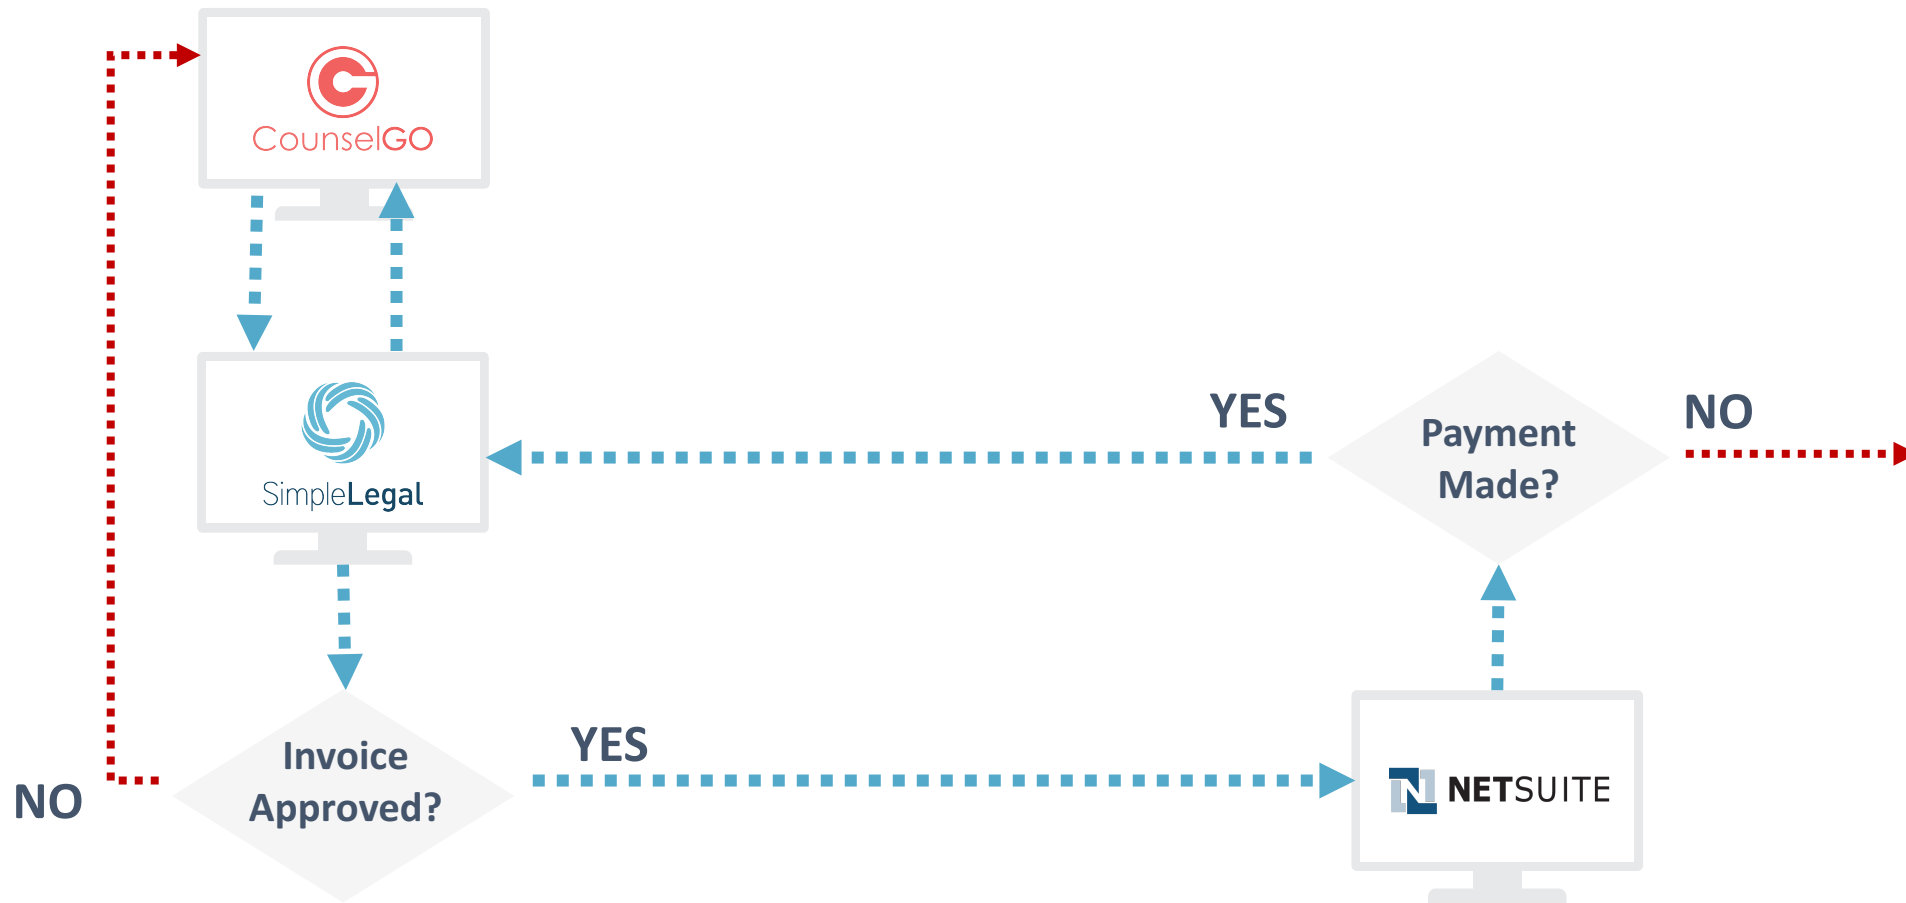 CounselGO
SimpleLegal
YES
Payment
Made?
NO
Invoice
Approved?
YES
NO
NETSUITE